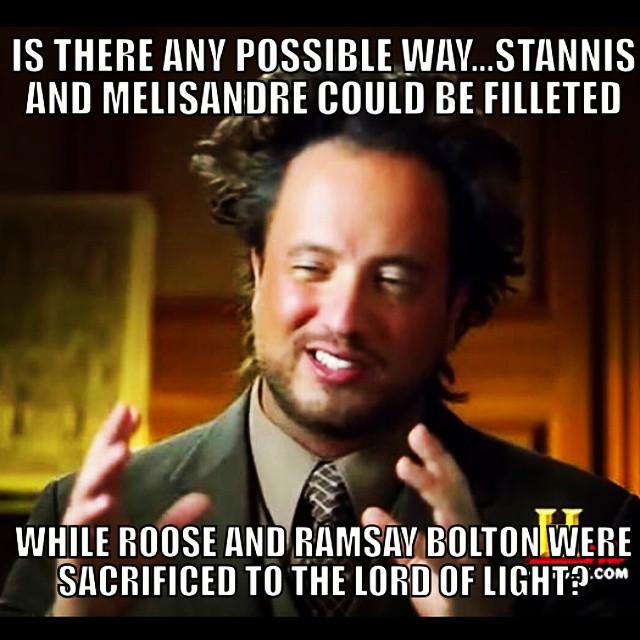 IS THERE ANY POSSIBLE WAY...STANNIS
AND MELISANDRE COULD BE FILLETED
WHILE ROOSE AND RAMSAY BOLTON WERE
SACRIFICED TO THE LORD OF LIGHT?
H
.COM